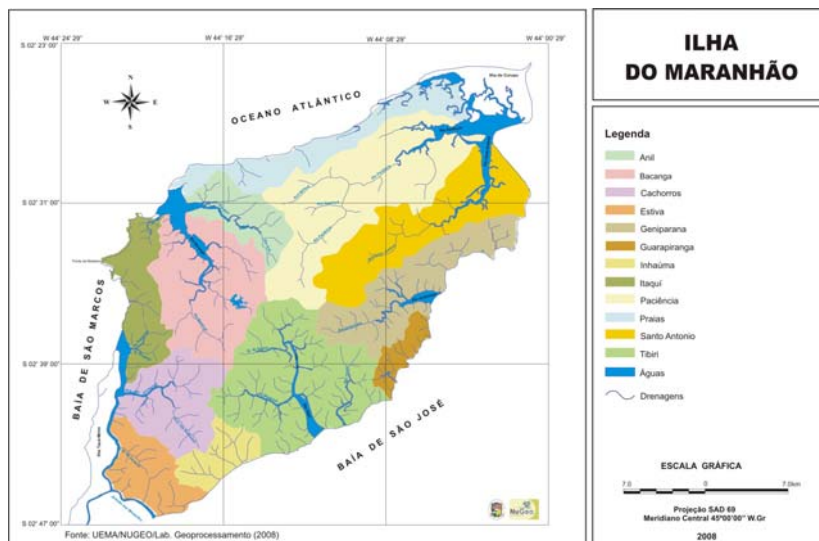 W 44 24' 29"
W 44 16' 28"
W 44 08' 28"
W 44 00' 29"
S 02 23' 00"
S 02 31' 00"
S 02 39' 00"
S 02 47' 00"
N
W E
S
OCEANO ATLÂNTICO
BAÍA DE SÃO MARCOS
BAÍA DE SÃO JOSÉ
Fonte: UEMA/NUGEO/Lab. Geoprocessamento (2008)
NuGeo
ILHA
DO MARANHÃO
Legenda
Anil
Bacanga
Cachorros
Estiva
Geniparana
Guarapiranga
Inhaúma
Itaquí
Paciência
Praias
Santo Antonio
Tibiri
Águas
Drenagens
ESCALA GRÁFICA
7.0 0 7.0km
Projeção SAD 69
Meridiano Central 45º00'00" W.Gr
2008